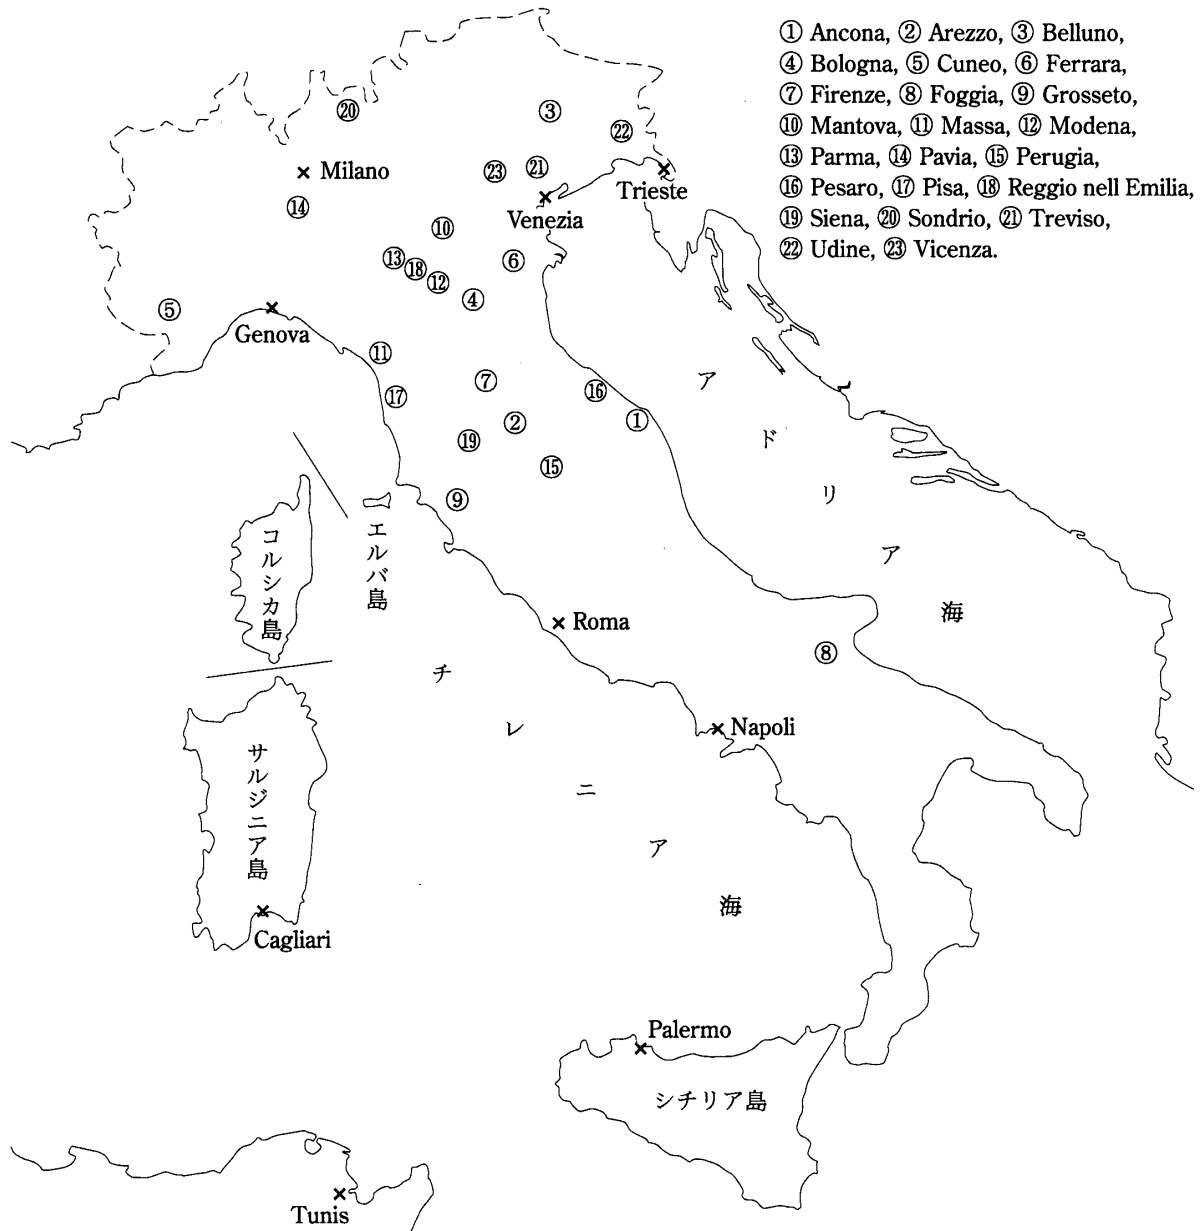 ① Ancona, ② Arezzo, ③ Belluno,
④ Bologna, ⑤ Cuneo, ⑥ Ferrara,
⑦ Firenze, ⑧ Foggia, ⑨ Grosseto,
⑩ Mantova, ⑪ Massa, ⑫ Modena,
⑬ Parma, ⑭ Pavia, ⑮ Perugia,
⑯ Pesaro, ⑰ Pisa, ⑱ Reggio nell Emilia,
⑲ Siena, ⑳ Sondrio, ㉑ Treviso,
㉒ Udine, ㉓ Vicenza.
⑳
③
㉒
× Milano
㉓
㉑
× Trieste
⑭
× Venezia
⑩
⑬
⑱
⑫
⑥
④
⑤
× Genova
⑪
⑰
⑦
⑯
①
②
⑲
⑮
⑨
アドリア海
コルシカ島
エルバ島
× Roma
⑧
チレニア海
× Napoli
サルジニア島
× Cagliari
× Palermo
シチリア島
× Tunis